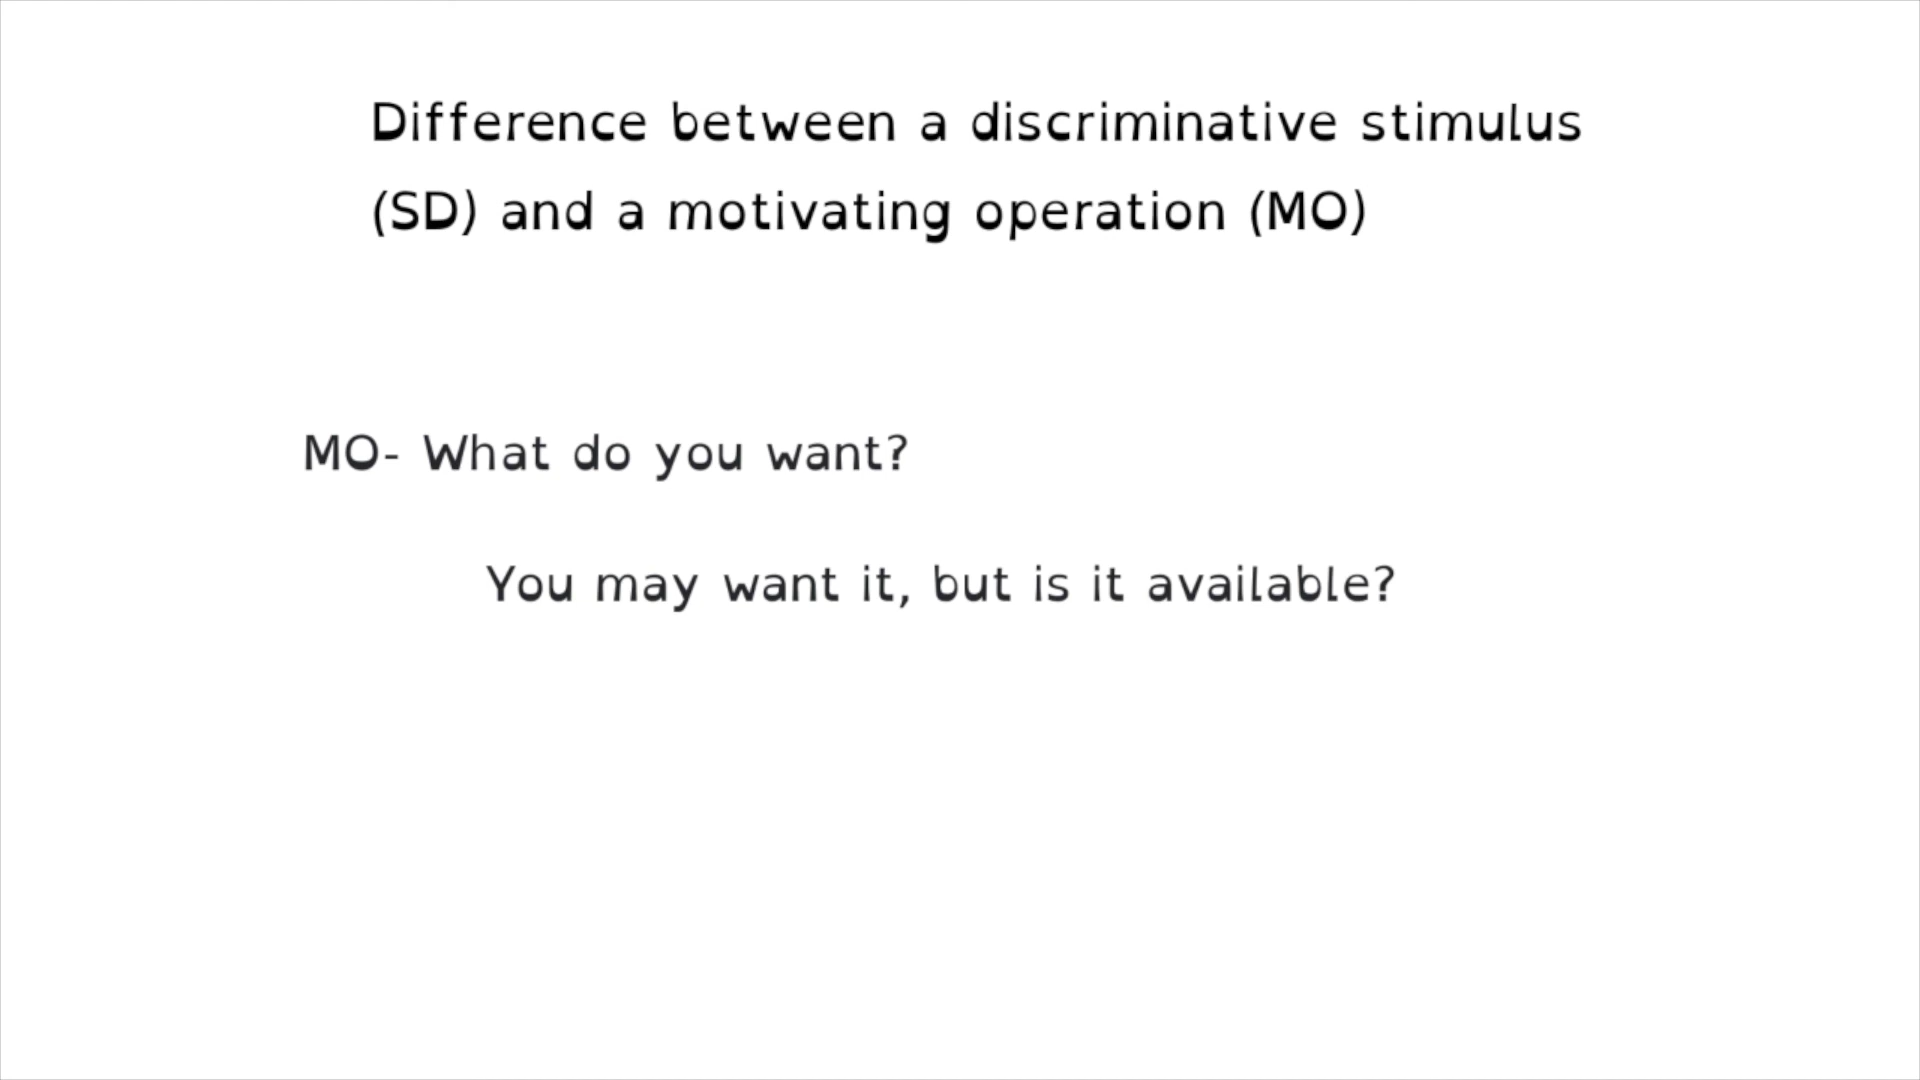 Difference between a discriminative stimulus
(SD) and a motivating operation (MO)
MO- What do you want?
You may want it, but is it available?